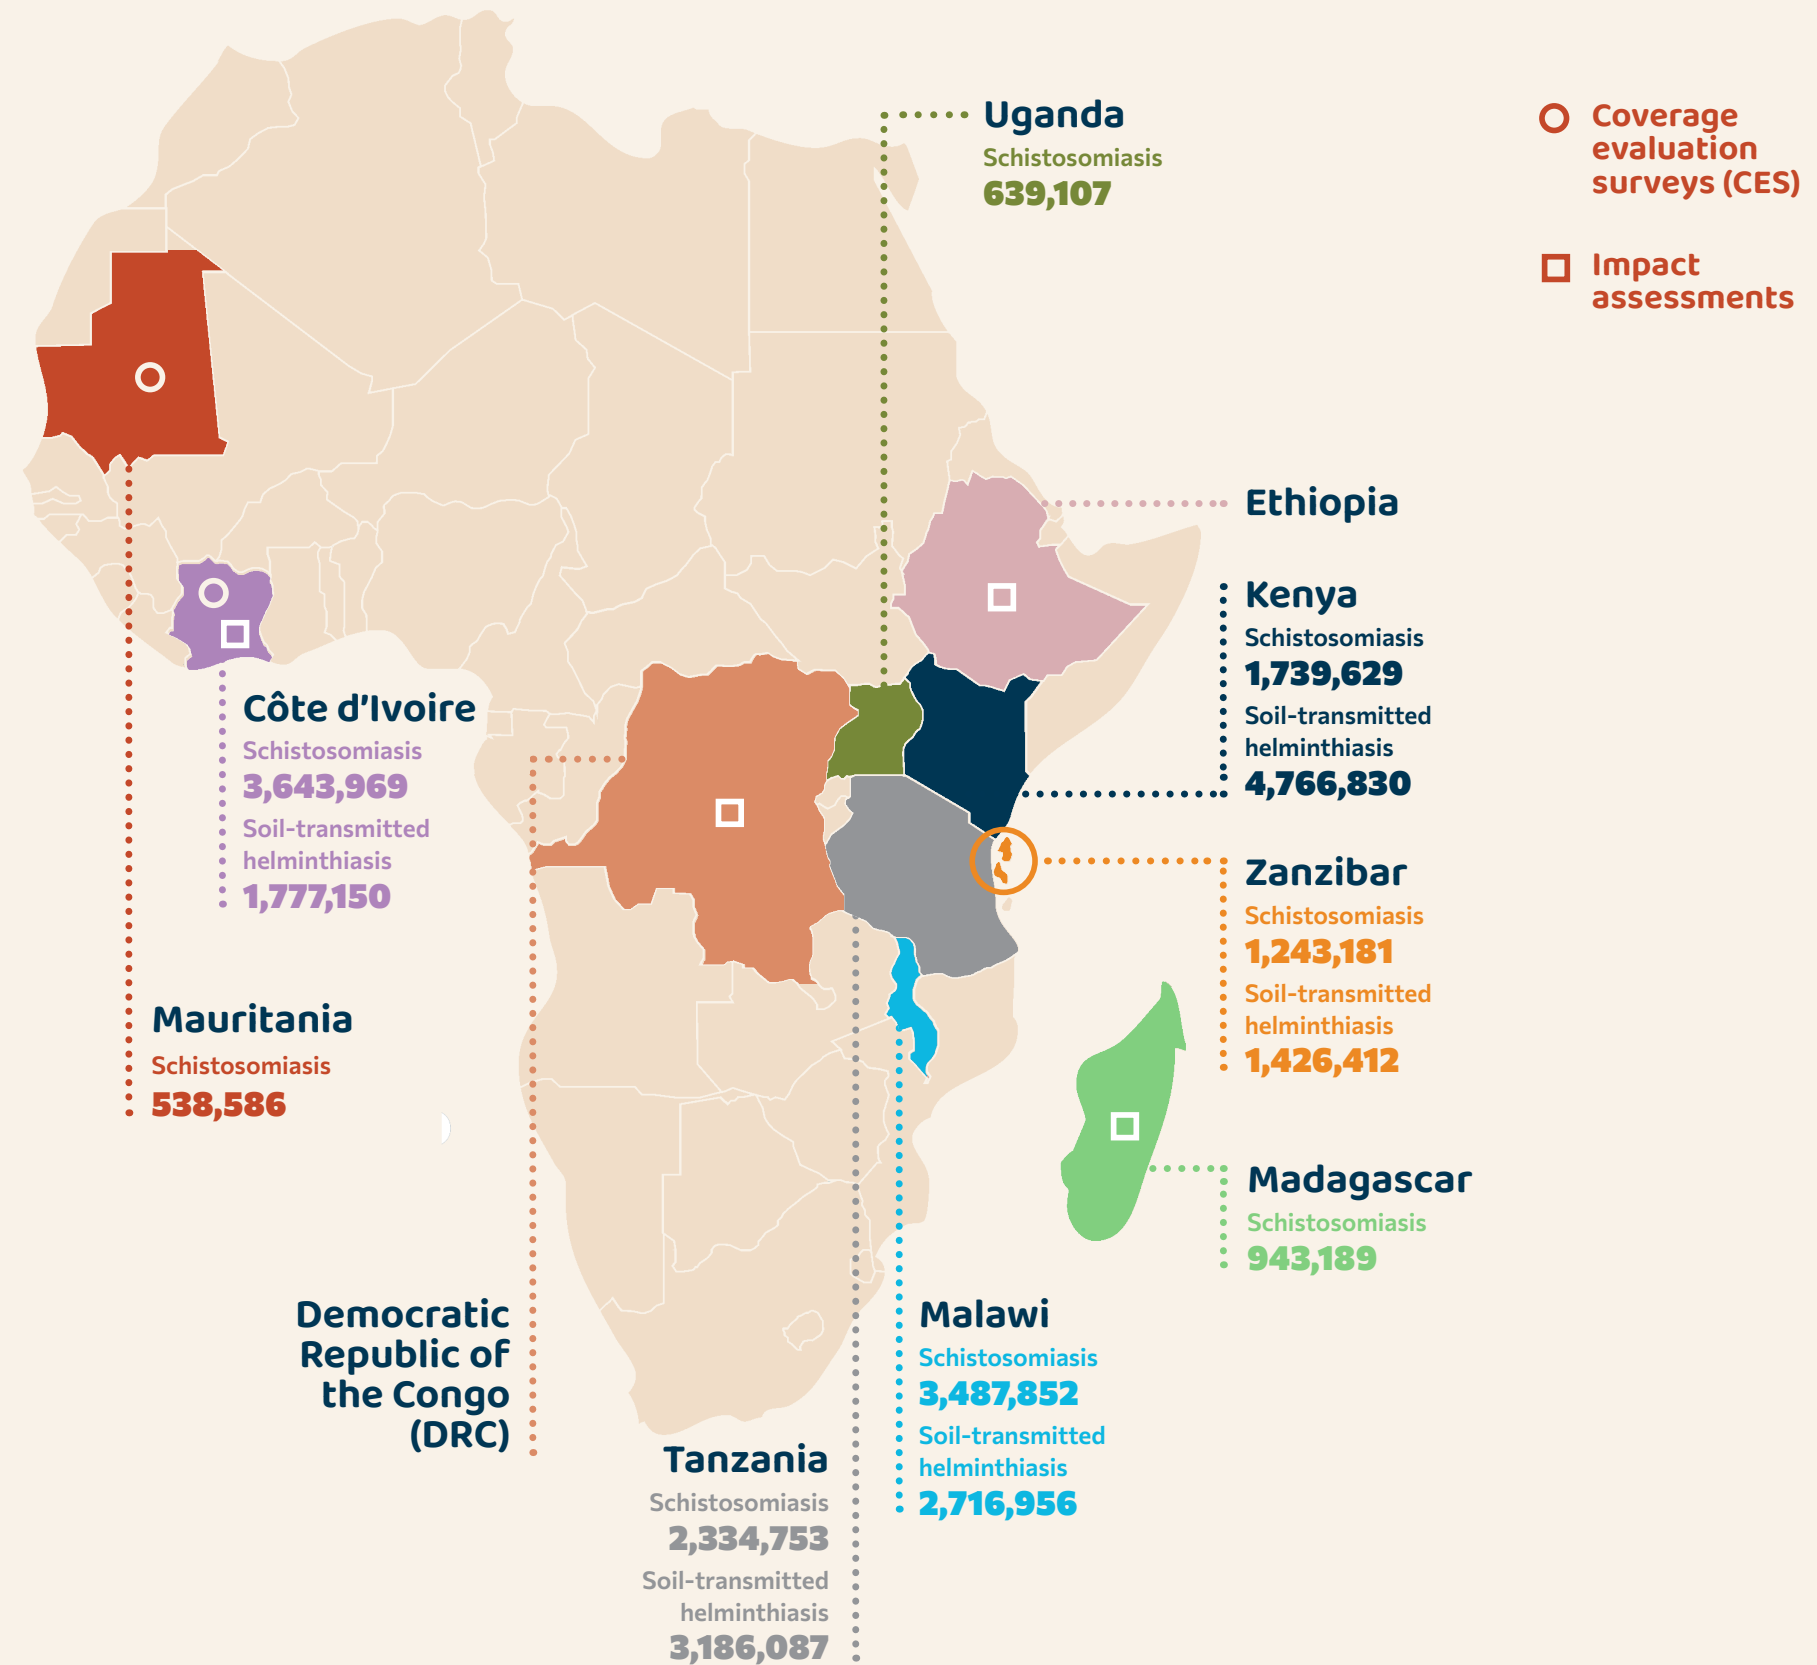 Uganda
Schistosomiasis
639,107
Coverage
evaluation
surveys (CES)
Impact
assessments
Ethiopia
Kenya
Schistosomiasis
1,739,629
Soil-transmitted
helminthiasis
4,766,830
Côte d'Ivoire
Schistosomiasis
3,643,969
Soil-transmitted
helminthiasis
1,777,150
Zanzibar
Schistosomiasis
1,243,181
Soil-transmitted
helminthiasis
1,426,412
Mauritania
Schistosomiasis
538,586
Madagascar
Schistosomiasis
943,189
Democratic
Republic of
the Congo
(DRC)
Malawi
Schistosomiasis
3,487,852
Soil-transmitted
helminthiasis
2,716,956
Tanzania
Schistosomiasis
2,334,753
Soil-transmitted
helminthiasis
3,186,087